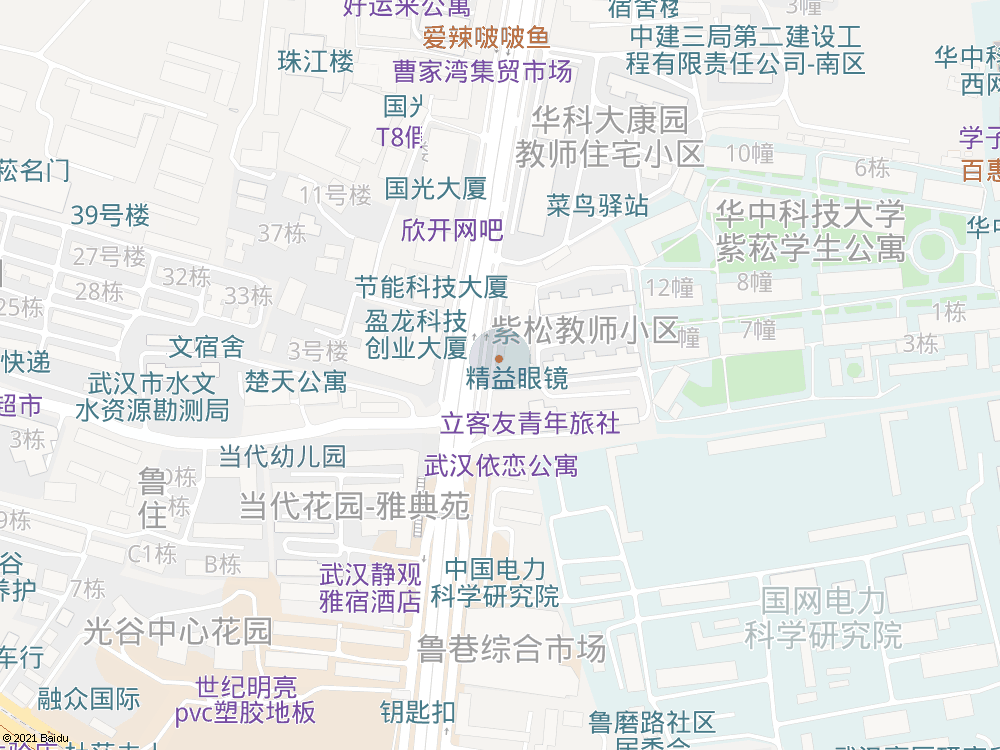 好运来公寓
宿舍楼
3幢
爱辣啵啵鱼
中建三局第二建设工
程有限责任公司-南区
珠江楼
曹家湾集贸市场
华中科
西网
国光
T8假
华科大康园
教师住宅小区
10幢
6栋
学子
百惠
菘名门
11号楼
国光大厦
菜鸟驿站
39号楼
37栋
欣开网吧
华中科技大学
紫菘学生公寓
华中
27号楼
32栋
28栋
33栋
25栋
节能科技大厦
12幢
8幢
1栋
盈龙科技
创业大厦
紫松教师小区
幢
7幢
3栋
文宿舍
3号楼
快递
武汉市水文
水资源勘测局
楚天公寓
精益眼镜
超市
3栋
立客友青年旅社
当代幼儿园
武汉依恋公寓
鲁
住
栋
栋
当代花园-雅典苑
9栋
C1栋
B栋
谷
养护
7栋
武汉静观
雅宿酒店
中国电力
科学研究院
国网电力
科学研究院
光谷中心花园
鲁巷综合市场
车行
融众国际
世纪明亮
pvc塑胶地板
钥匙扣
鲁磨路社区
居委会
© 2021 Baidu